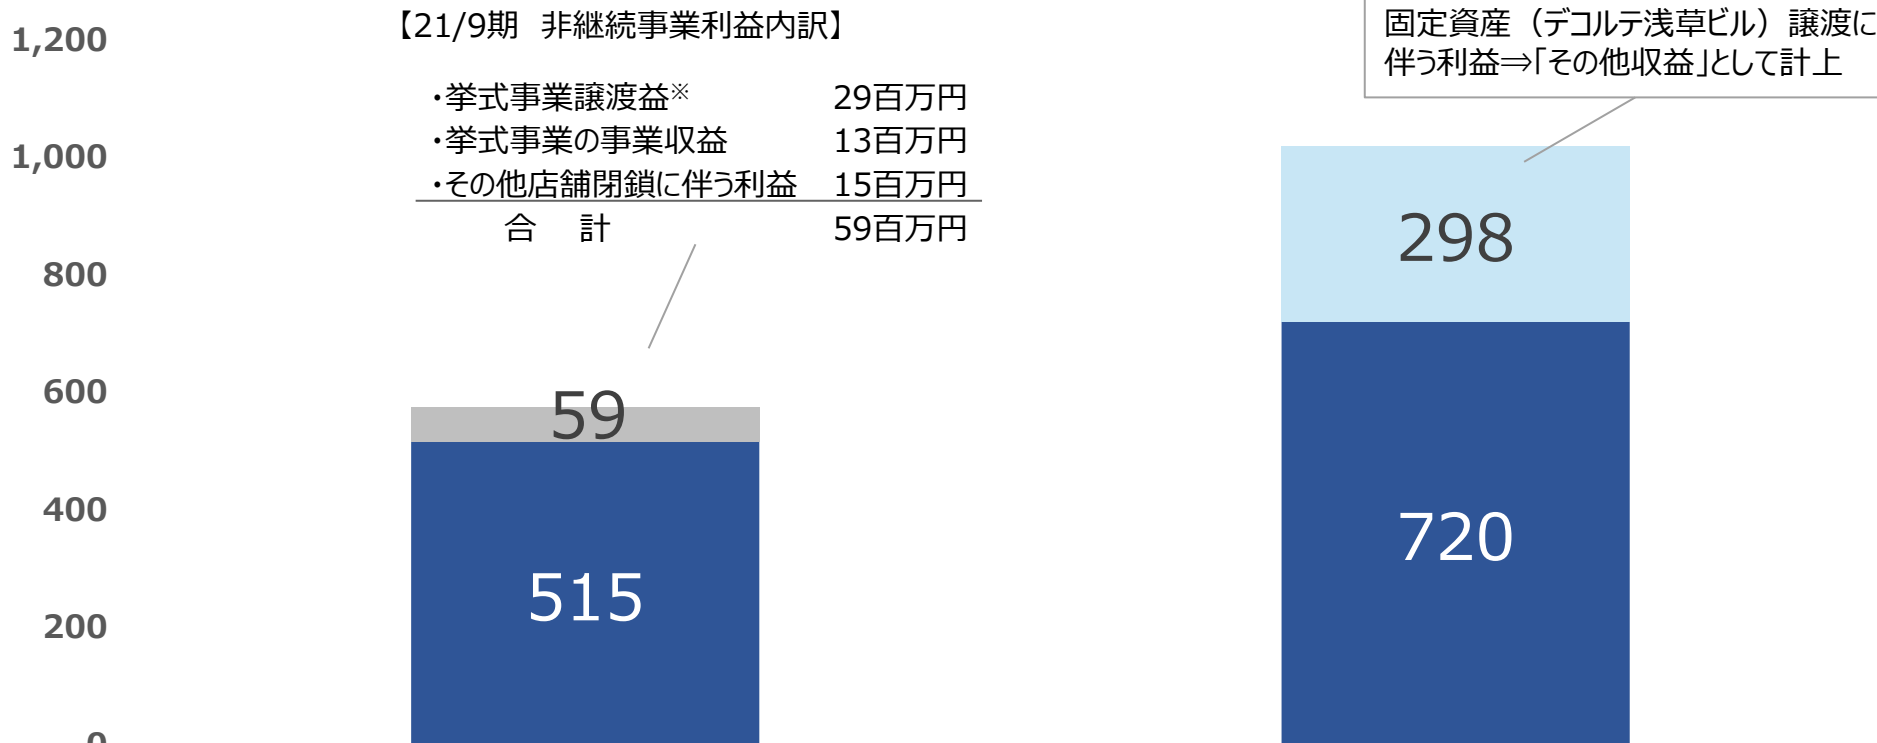 【21/9期 非継続事業利益内訳】
・挙式事業譲渡益※ 29百万円
・挙式事業の事業収益 13百万円
・その他店舗閉鎖に伴う利益 15百万円
合 計 59百万円
固定資産（デコルテ浅草ビル）譲渡に
伴う利益⇒「その他収益」として計上
1,200
1,000
800
600
400
200
0
59
515
298
720